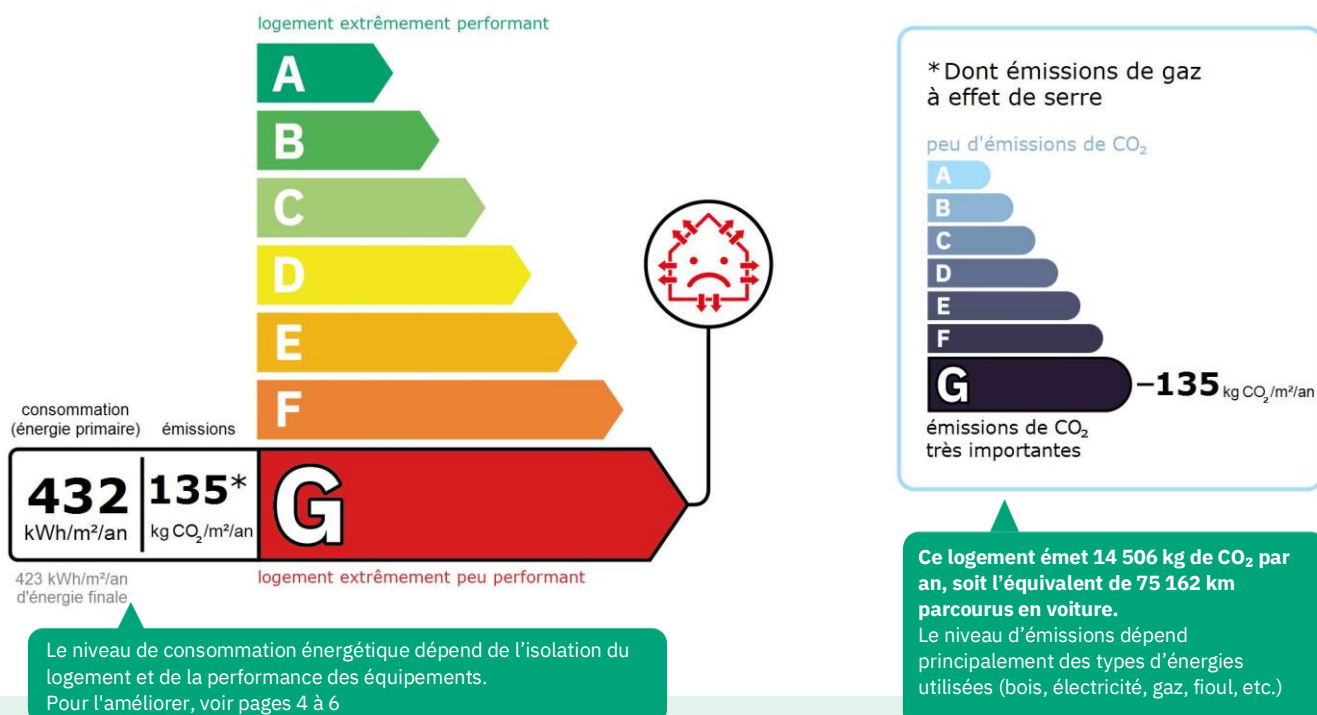 logement extrêmement performant
A
B
C
D
E
F
consommation
(énergie primaire)
émissions
432
kWh/m²/an
135*
kg CO₂/m²/an
G
423 kWh/m²/an
d'énergie finale
logement extrêmement peu performant
Le niveau de consommation énergétique dépend de l'isolation du
logement et de la performance des équipements.
Pour l'améliorer, voir pages 4 à 6
*Dont émissions de gaz
à effet de serre
peu d'émissions de CO₂
A
B
C
D
E
F
G
135 kg CO₂/m²/an
émissions de CO₂
très importantes
Ce logement émet 14 506 kg de CO₂ par
an, soit l'équivalent de 75 162 km
parcourus en voiture.
Le niveau d'émissions dépend
principalement des types d'énergies
utilisées (bois, électricité, gaz, fioul, etc.)